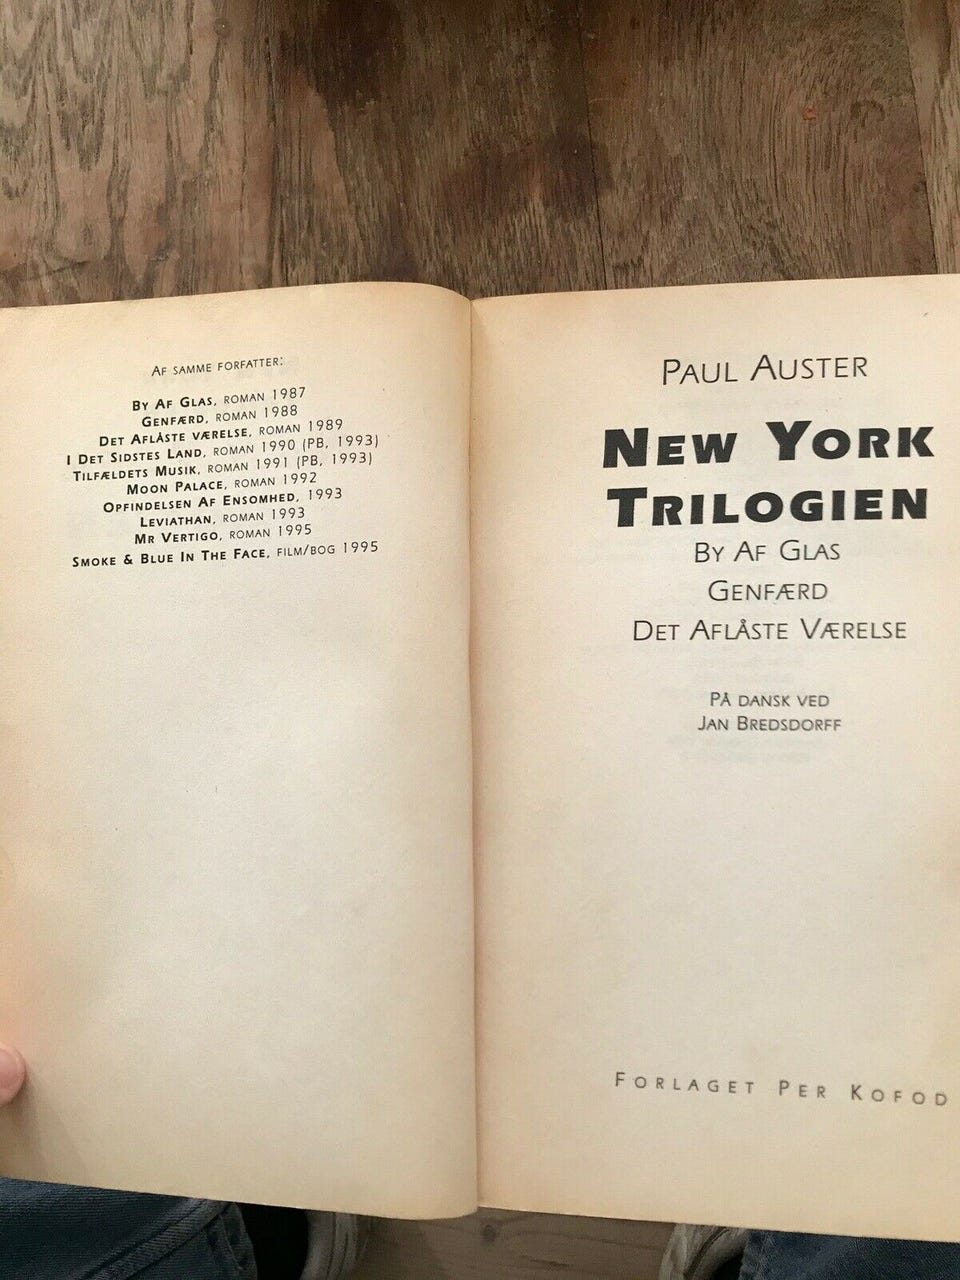 AF SAMME FORFATTER:
BY AF GLAS, ROMAN 1987
GENFÆRD, ROMAN 1988
DET AFLÅSTE VÆRELSE, ROMAN 1989
I DET SIDSTES LAND, ROMAN 1990 (PB, 1993)
TILFÆLDETS MUSIK, ROMAN 1991 (PB, 1993)
MOON PALACE, ROMAN 1992
OPFINDELSEN AF ENSOMHED, 1993
LEVIATHAN, ROMAN 1993
MR VERTIGO, ROMAN 1995
SMOKE & BLUE IN THE FACE, FILM/BOG 1995
PAUL AUSTER
NEW YORK
TRILOGIEN
BY AF GLAS
GENFÆRD
DET AFLÅSTE VÆRELSE
PÅ DANSK VED
JAN BREDSDORFF
FORLAGET PER KOFOD